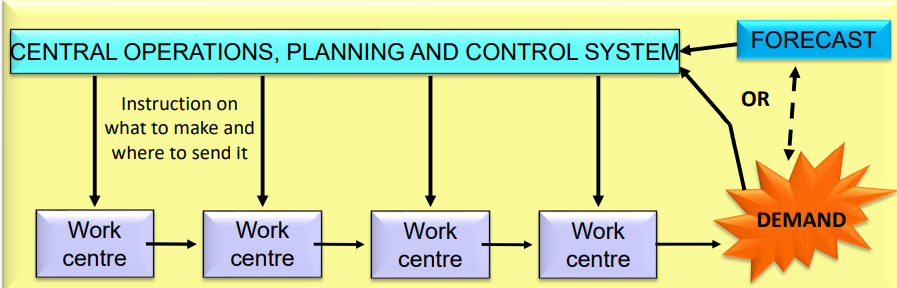 CENTRAL OPERATIONS, PLANNING AND CONTROL SYSTEM
FORECAST
Instruction on
what to make and
where to send it
OR
Work
centre
Work
centre
Work
centre
Work
centre
DEMAND